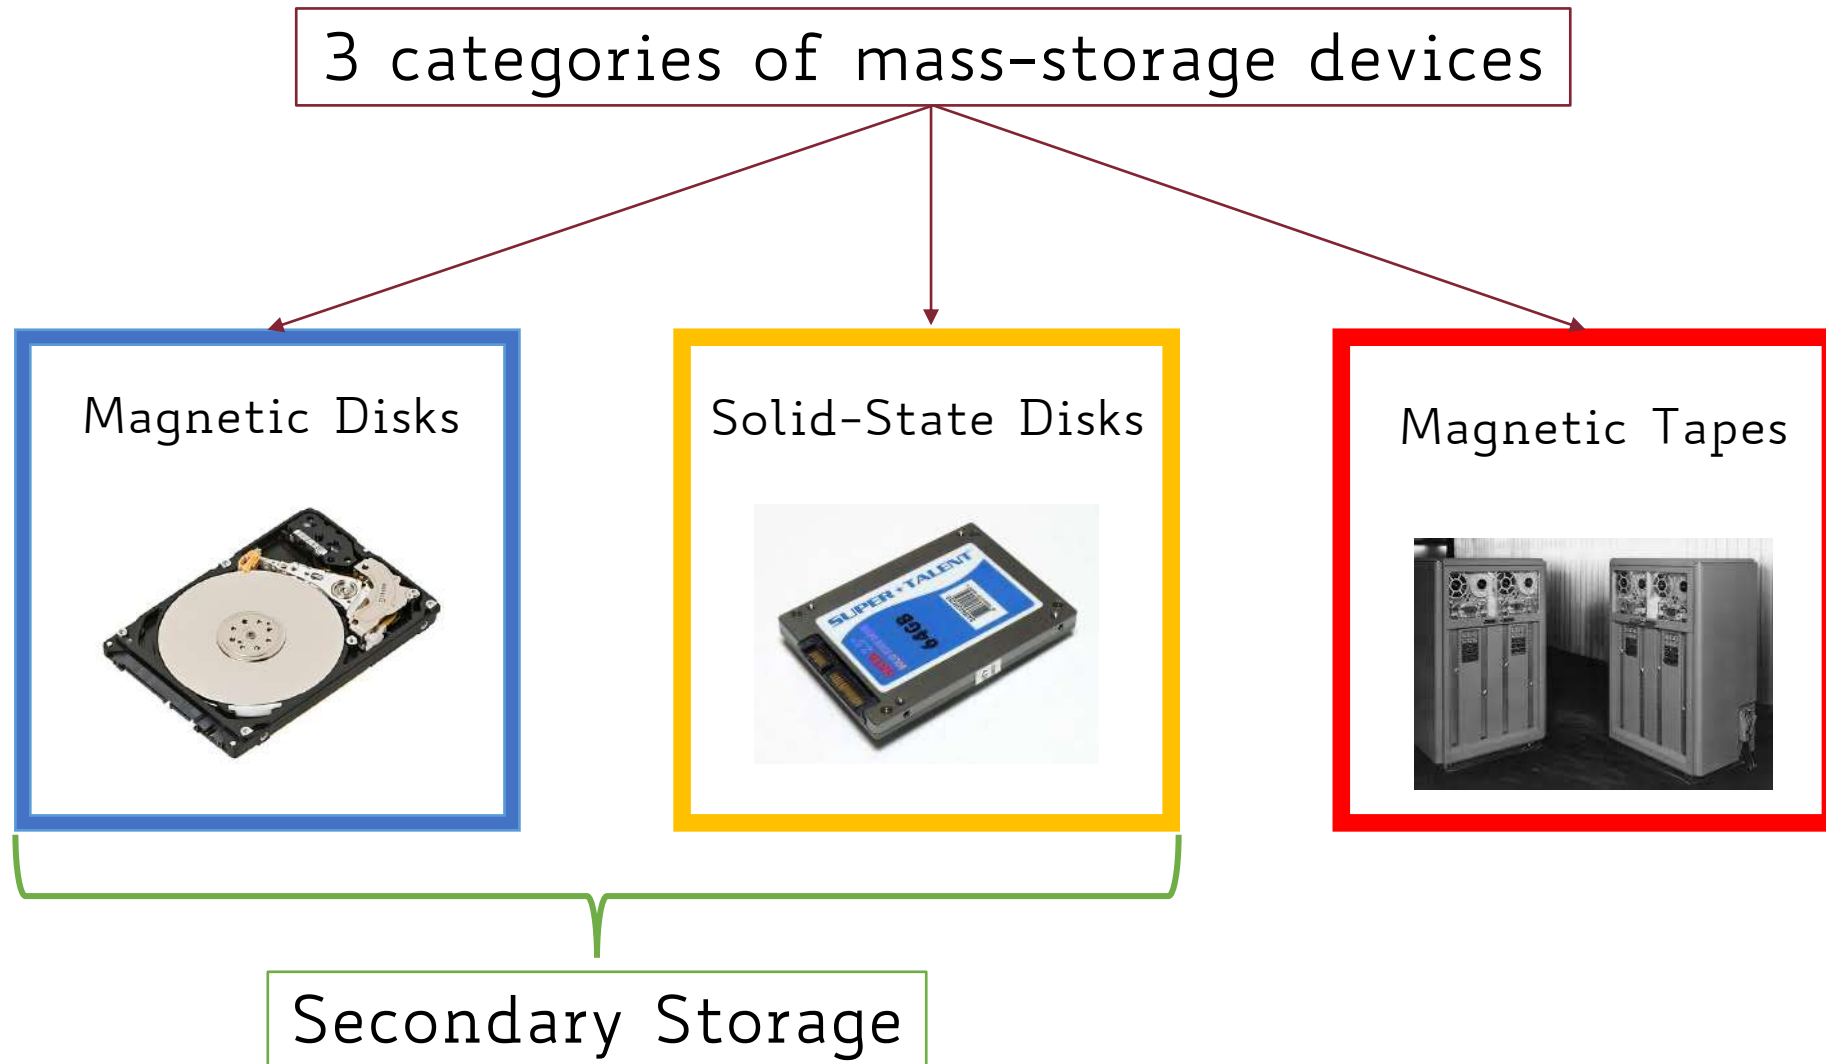 3 categories of mass-storage devices
Magnetic Disks
Solid-State Disks
Magnetic Tapes
SUPER+TALENT
64GB
Secondary Storage